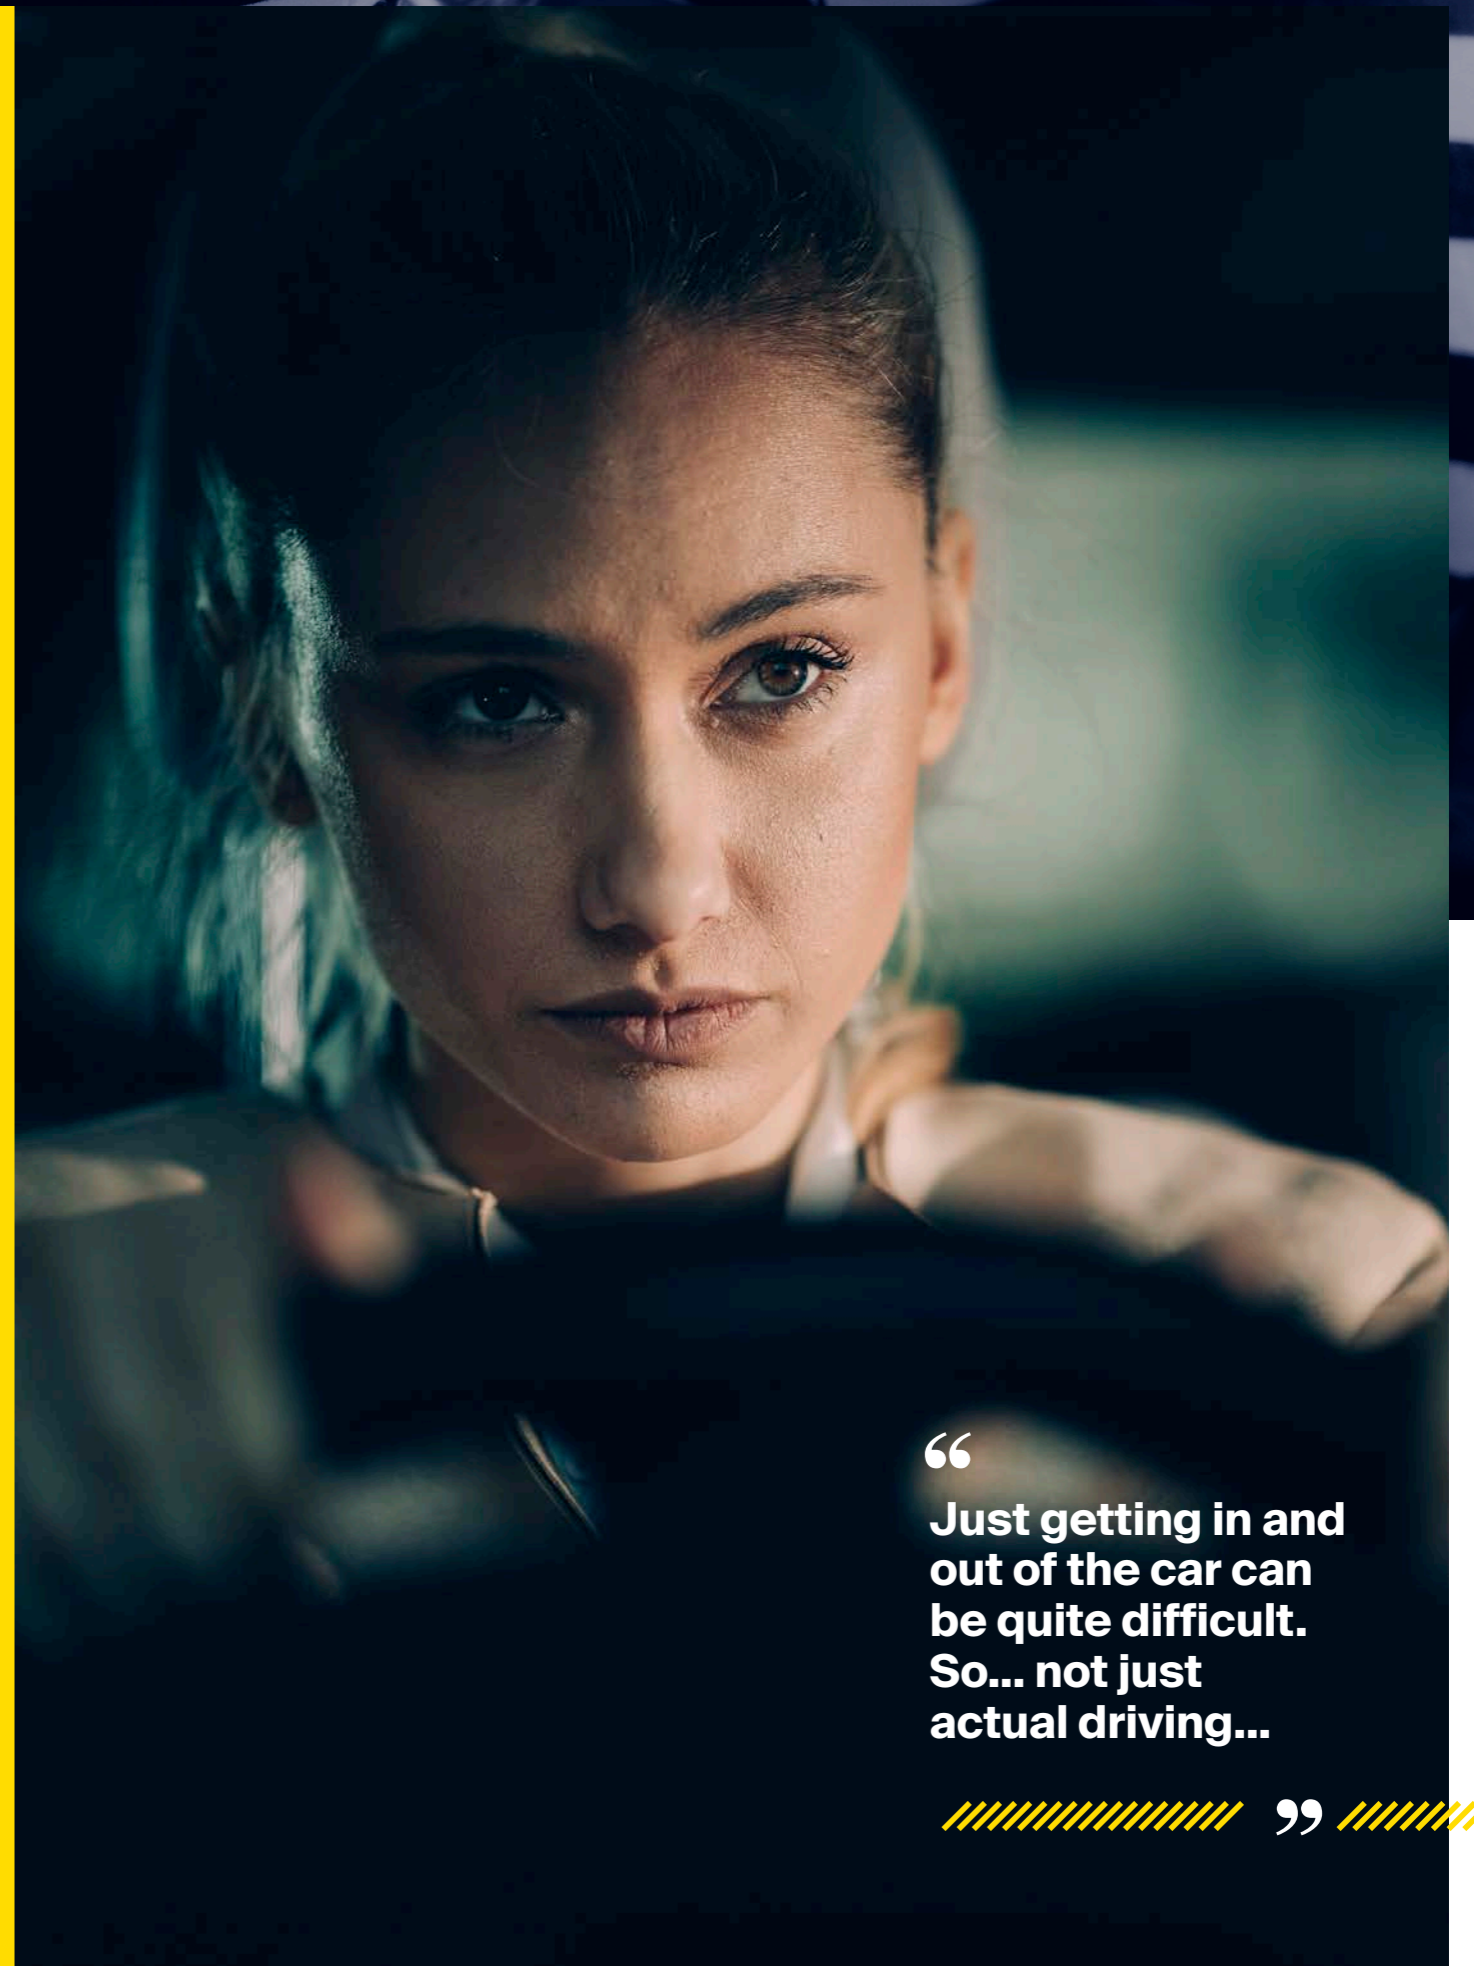 “
Just getting in and
out of the car can
be quite difficult.
So... not just
actual driving...
”